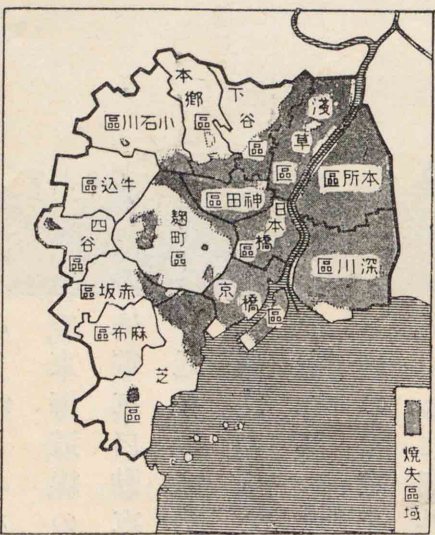 淺草區
下谷區
本鄕區
小石川區
本所區
神田區
牛込區
日本橋區
麴町區
四谷區
深川區
京橋區
赤坂區
麻布區
芝區
燒失區域